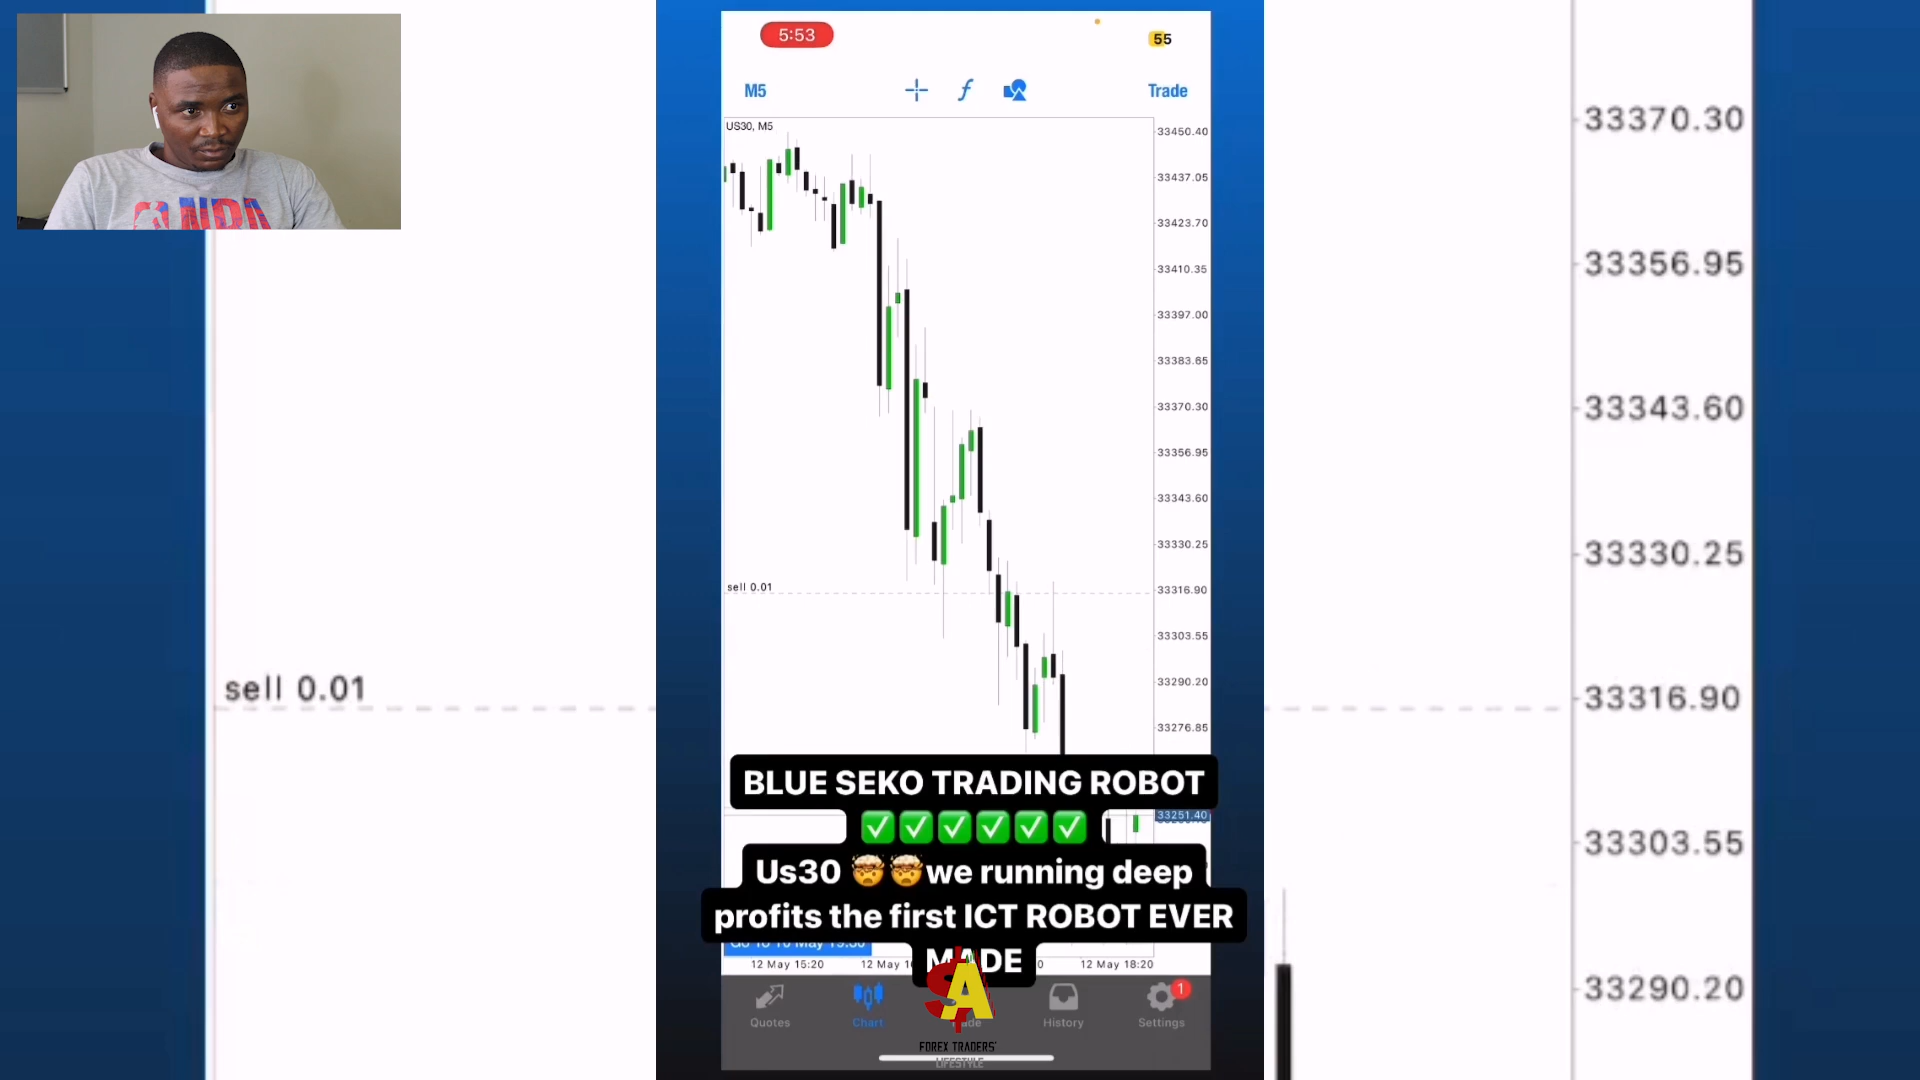 5:53
55
M5
Trade
US30, M5
33450.40
33437.05
33423.70
33410.35
33397.00
33383.65
33370.30
33356.95
33343.60
33330.25
sell 0.01
33316.90
33303.55
33290.20
33276.85
33251.40
BLUE SEKO TRADING ROBOT
Us30 we running deep
profits the first ICT ROBOT EVER
MADE
12 May 15:20
12 May 18:20
Quotes
Chart
History
Settings
1
$A
FOREX TRADERS'
LIFESTYLE
NBA
sell 0.01
33370.30
33356.95
33343.60
33330.25
33316.90
33303.55
33290.20